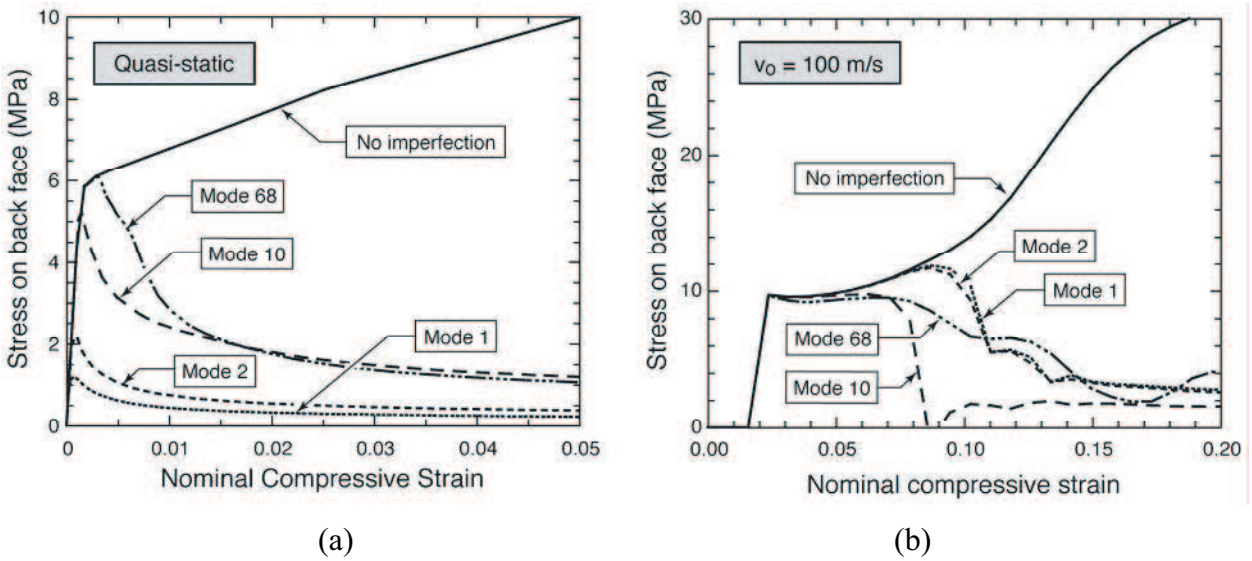 10
8
6
4
2
0
Stress on back face (MPa)
Quasi-static
No imperfection
Mode 68
Mode 10
Mode 1
Mode 2
0 0.01 0.02 0.03 0.04 0.05
Nominal Compressive Strain
(a)
30
20
10
0
Stress on back face (MPa)
v₀ = 100 m/s
No imperfection
Mode 2
Mode 1
Mode 68
Mode 10
0.00 0.05 0.10 0.15 0.20
Nominal compressive strain
(b)